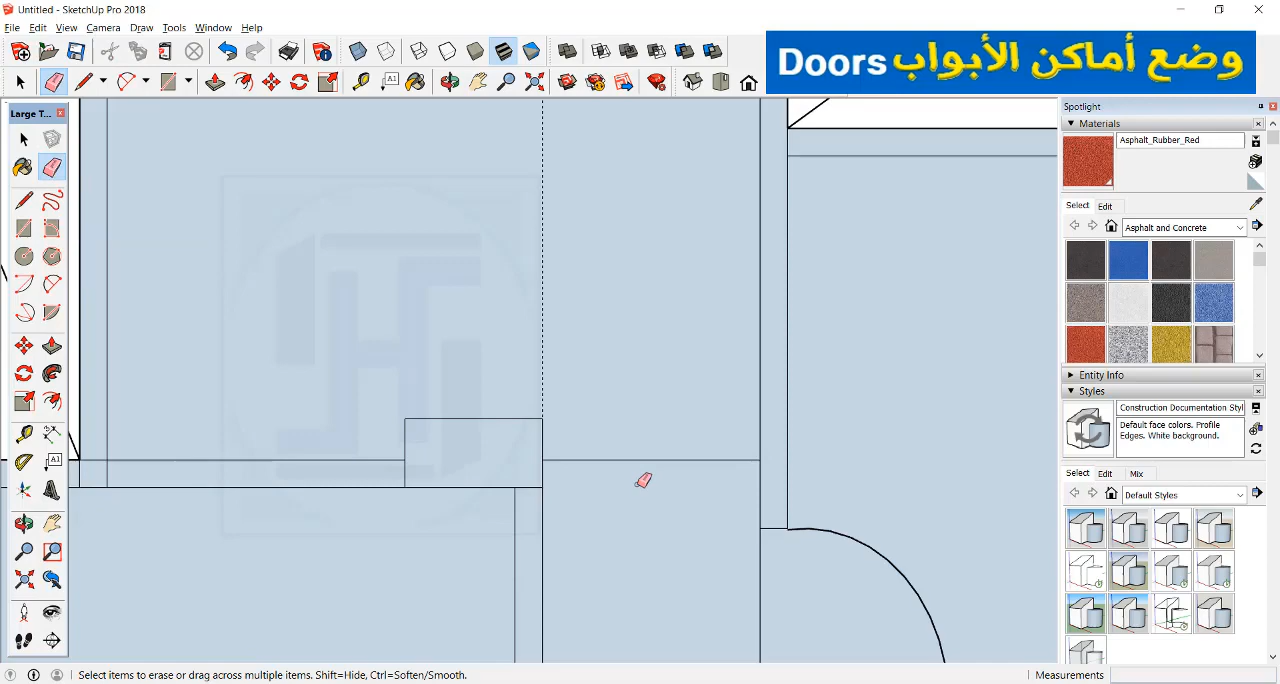 Untitled - SketchUp Pro 2018
File Edit View Camera Draw Tools Window Help
Doors وضع أماكن الأبواب
Large T...
Spotlight
Materials
Asphalt_Rubber_Red
Select Edit
Asphalt and Concrete
Entity Info
Styles
Construction Documentation Styl
Default face colors. Profile
Edges. White background.
Select Edit Mix
Default Styles
Select items to erase or drag across multiple items. Shift=Hide, Ctrl=Soften/Smooth.
Measurements